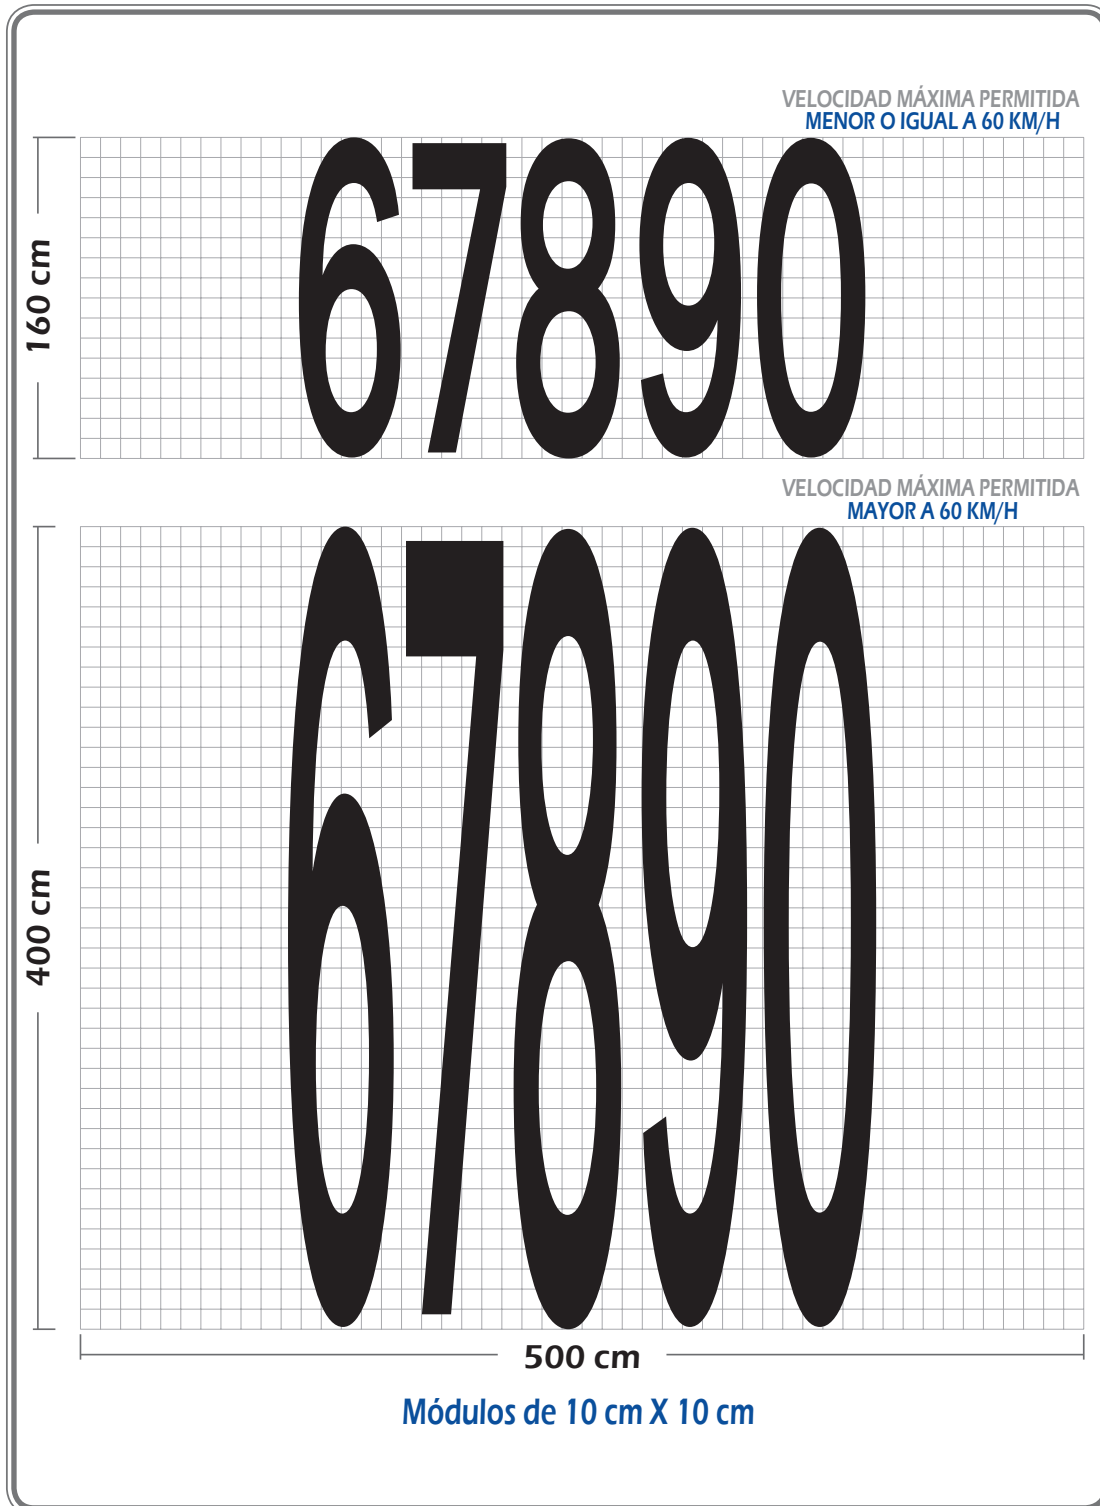 VELOCIDAD MÁXIMA PERMITIDA
MENOR O IGUAL A 60 KM/H
160 cm
67890
VELOCIDAD MÁXIMA PERMITIDA
MAYOR A 60 KM/H
400 cm
67890
500 cm
Módulos de 10 cm X 10 cm